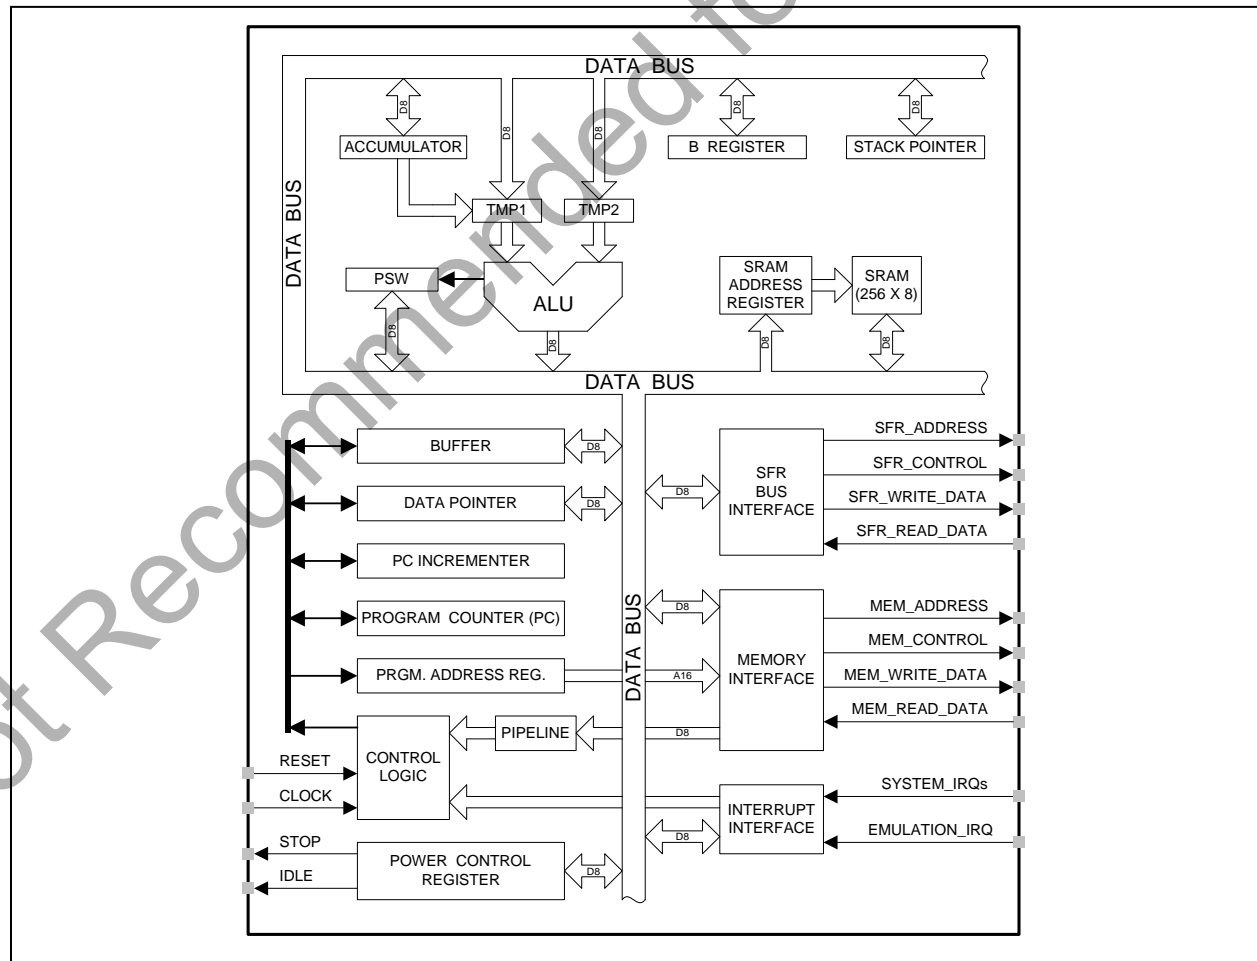 DATA BUS
D8
D8
D8
D8
D8
ACCUMULATOR
B REGISTER
STACK POINTER
DATA BUS
TMP1
TMP2
PSW
ALU
SRAM
ADDRESS
REGISTER
SRAM
(256 X 8)
D8
D8
D8
D8
DATA BUS
BUFFER
D8
DATA POINTER
D8
PC INCREMENTER
PROGRAM COUNTER (PC)
PRGM. ADDRESS REG.
A16
DATA BUS
D8
SFR
BUS
INTERFACE
SFR_ADDRESS
SFR_CONTROL
SFR_WRITE_DATA
SFR_READ_DATA
D8
MEMORY
INTERFACE
MEM_ADDRESS
MEM_CONTROL
MEM_WRITE_DATA
MEM_READ_DATA
PIPELINE
D8
CONTROL
LOGIC
RESET
CLOCK
INTERRUPT
INTERFACE
SYSTEM_IRQs
EMULATION_IRQ
D8
STOP
IDLE
POWER CONTROL
REGISTER
D8
Recommended